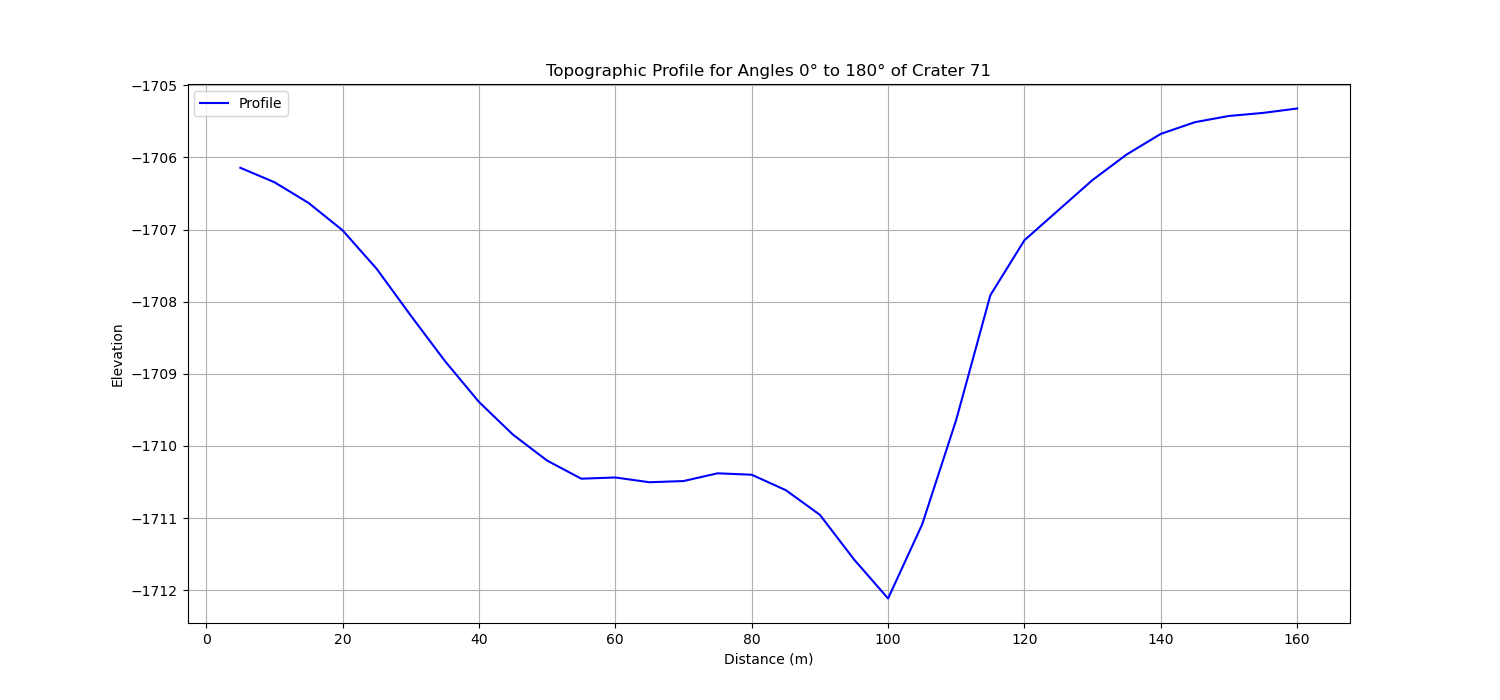 Topographic Profile for Angles 0° to 180° of Crater 71
Profile
−1705
−1706
−1707
−1708
−1709
−1710
−1711
−1712
Elevation
0 20 40 60 80 100 120 140 160
Distance (m)